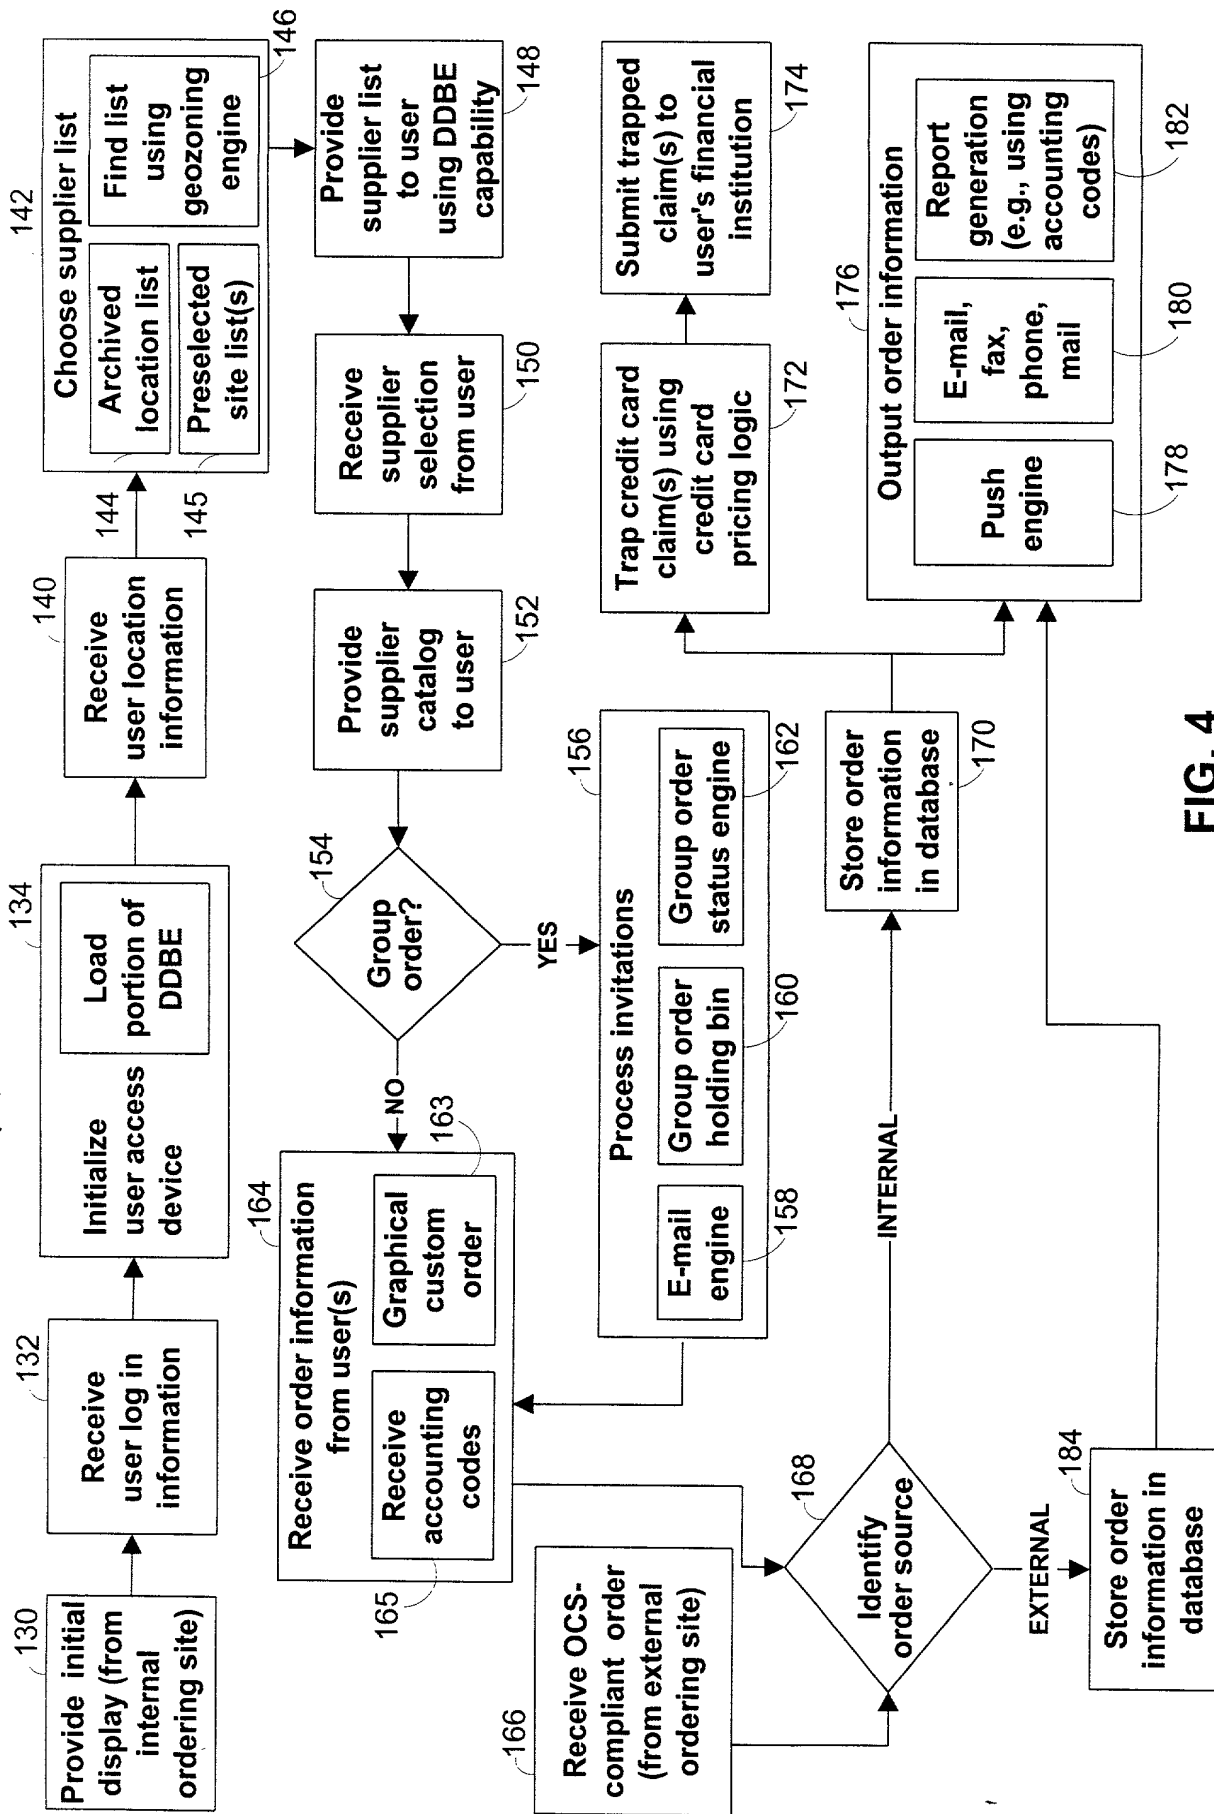 130
Provide initial
display (from
internal
ordering site)
132
Receive
user log in
information
134
Initialize
user access
device
Load
portion of
DDBE
140
Receive
user location
information
142
Choose supplier list
144
Archived
location list
145
Preselected
site list(s)
Find list
using
geozoning
engine
146
Provide
supplier list
to user
using DDBE
capability
148
Receive
supplier
selection
from user
150
Provide
supplier
catalog
to user
152
154
Group
order?
NO
YES
164
Receive order information
from user(s)
Receive
accounting
codes
165
Graphical
custom
order
163
156
Process invitations
E-mail
engine
158
Group order
holding bin
160
Group order
status engine
162
166
Receive OCS-
compliant order
(from external
ordering site)
168
Identify
order source
INTERNAL
EXTERNAL
Store order
information
in database
170
Trap credit card
claim(s) using
credit card
pricing logic
172
Submit trapped
claim(s) to
user's financial
institution
174
176
Output order information
Push
engine
178
E-mail,
fax,
phone,
mail
180
Report
generation
(e.g., using
accounting
codes)
182
184
Store order
information in
database
FIG. 4